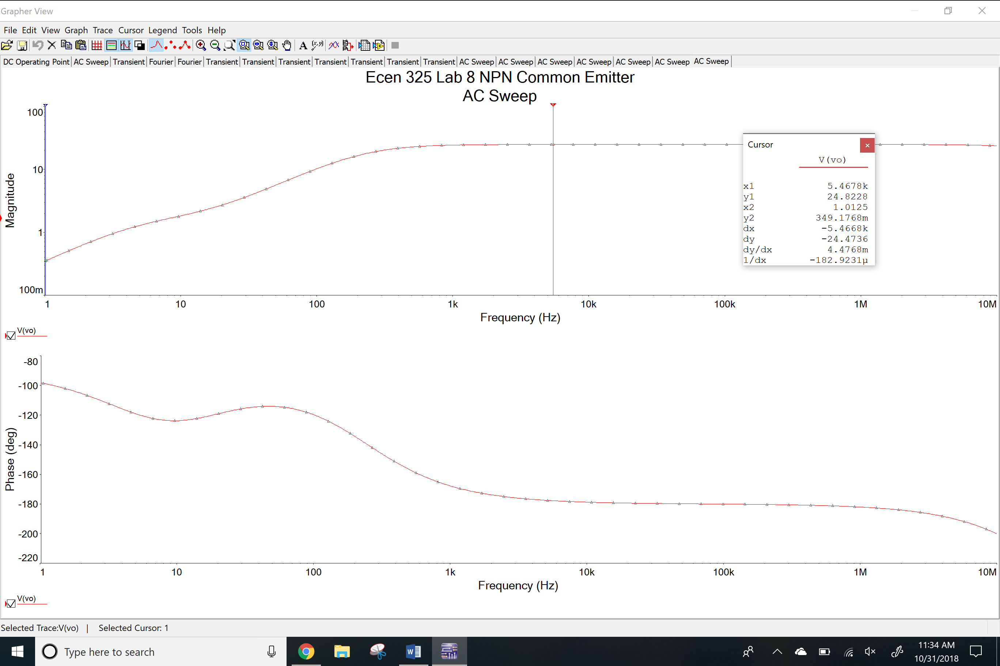 Grapher View
File Edit View Graph Trace Cursor Legend Tools Help
DC Operating Point AC Sweep Transient Fourier Fourier Transient Transient Transient Transient Transient Transient Transient AC Sweep AC Sweep AC Sweep AC Sweep AC Sweep AC Sweep AC Sweep
Ecen 325 Lab 8 NPN Common Emitter
AC Sweep
Magnitude
100
10
1
100m
1 10 100 1k 10k 100k 1M 10M
Frequency (Hz)
Cursor
V(vo)
x1 5.4678k
y1 24.8228
x2 1.0125
y2 349.1768m
dx -5.4668k
dy -24.4736
dy/dx 4.4768m
1/dx -182.9231µ
V(vo)
Phase (deg)
-80
-100
-120
-140
-160
-180
-200
-220
1 10 100 1k 10k 100k 1M 10M
Frequency (Hz)
V(vo)
Selected Trace:V(vo) | Selected Cursor: 1
Type here to search
11:34 AM
10/31/2018